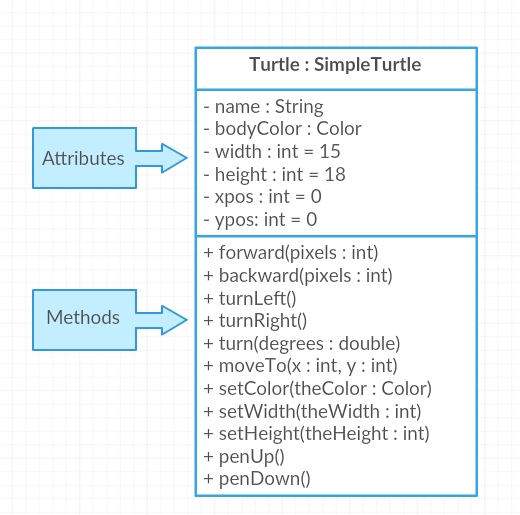 Turtle : SimpleTurtle
Attributes
- name : String
- bodyColor : Color
- width : int = 15
- height : int = 18
- xpos : int = 0
- ypos: int = 0
Methods
+ forward(pixels : int)
+ backward(pixels : int)
+ turnLeft()
+ turnRight()
+ turn(degrees : double)
+ moveTo(x : int, y : int)
+ setColor(theColor : Color)
+ setWidth(theWidth : int)
+ setHeight(theHeight : int)
+ penUp()
+ penDown()